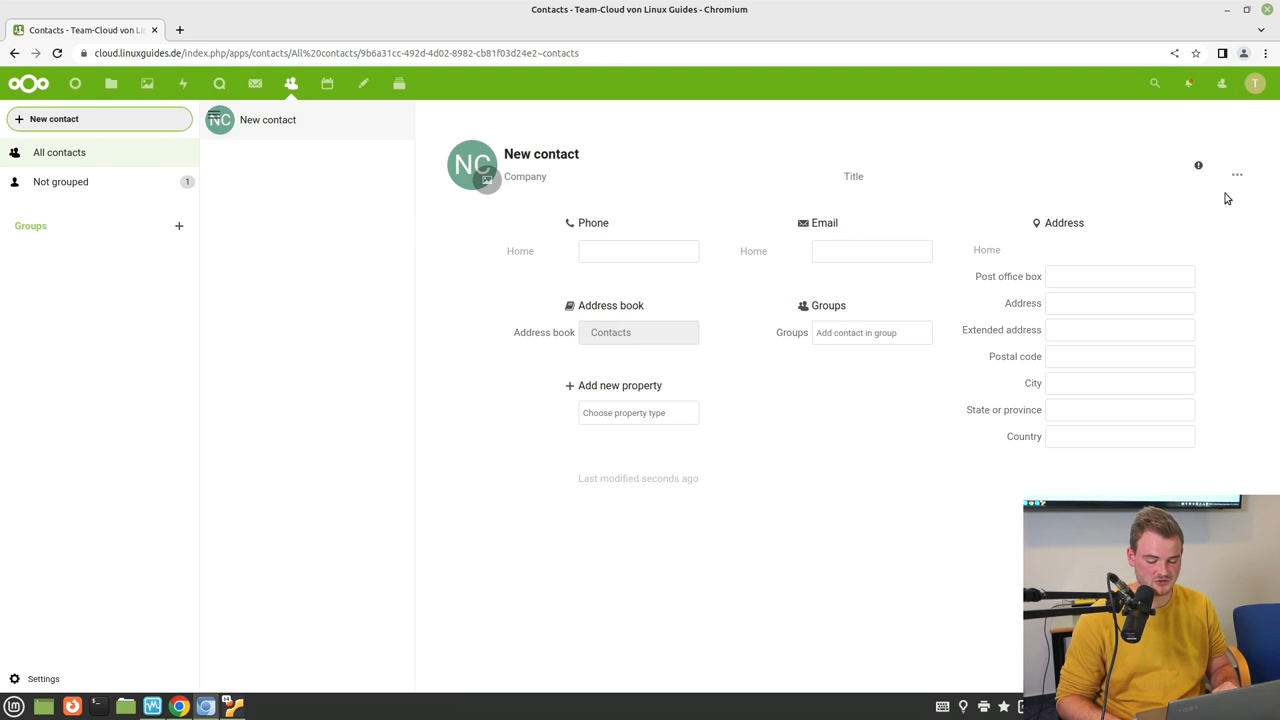 Contacts - Team-Cloud von Linux Guides - Chromium
Contacts - Team-Cloud von Li
cloud.linuxguides.de/index.php/apps/contacts/All%20contacts/9b6a31cc-492d-4d02-8982-cb81f03d24e2~contacts
T
New contact
NC New contact
All contacts
Not grouped 1
Groups
NC
New contact
Company Title
Phone Email Address
Home Home Home
Post office box
Address
Extended address
Postal code
City
State or province
Country
Address book Groups
Address book Contacts Groups Add contact in group
Add new property
Choose property type
Last modified seconds ago
Settings